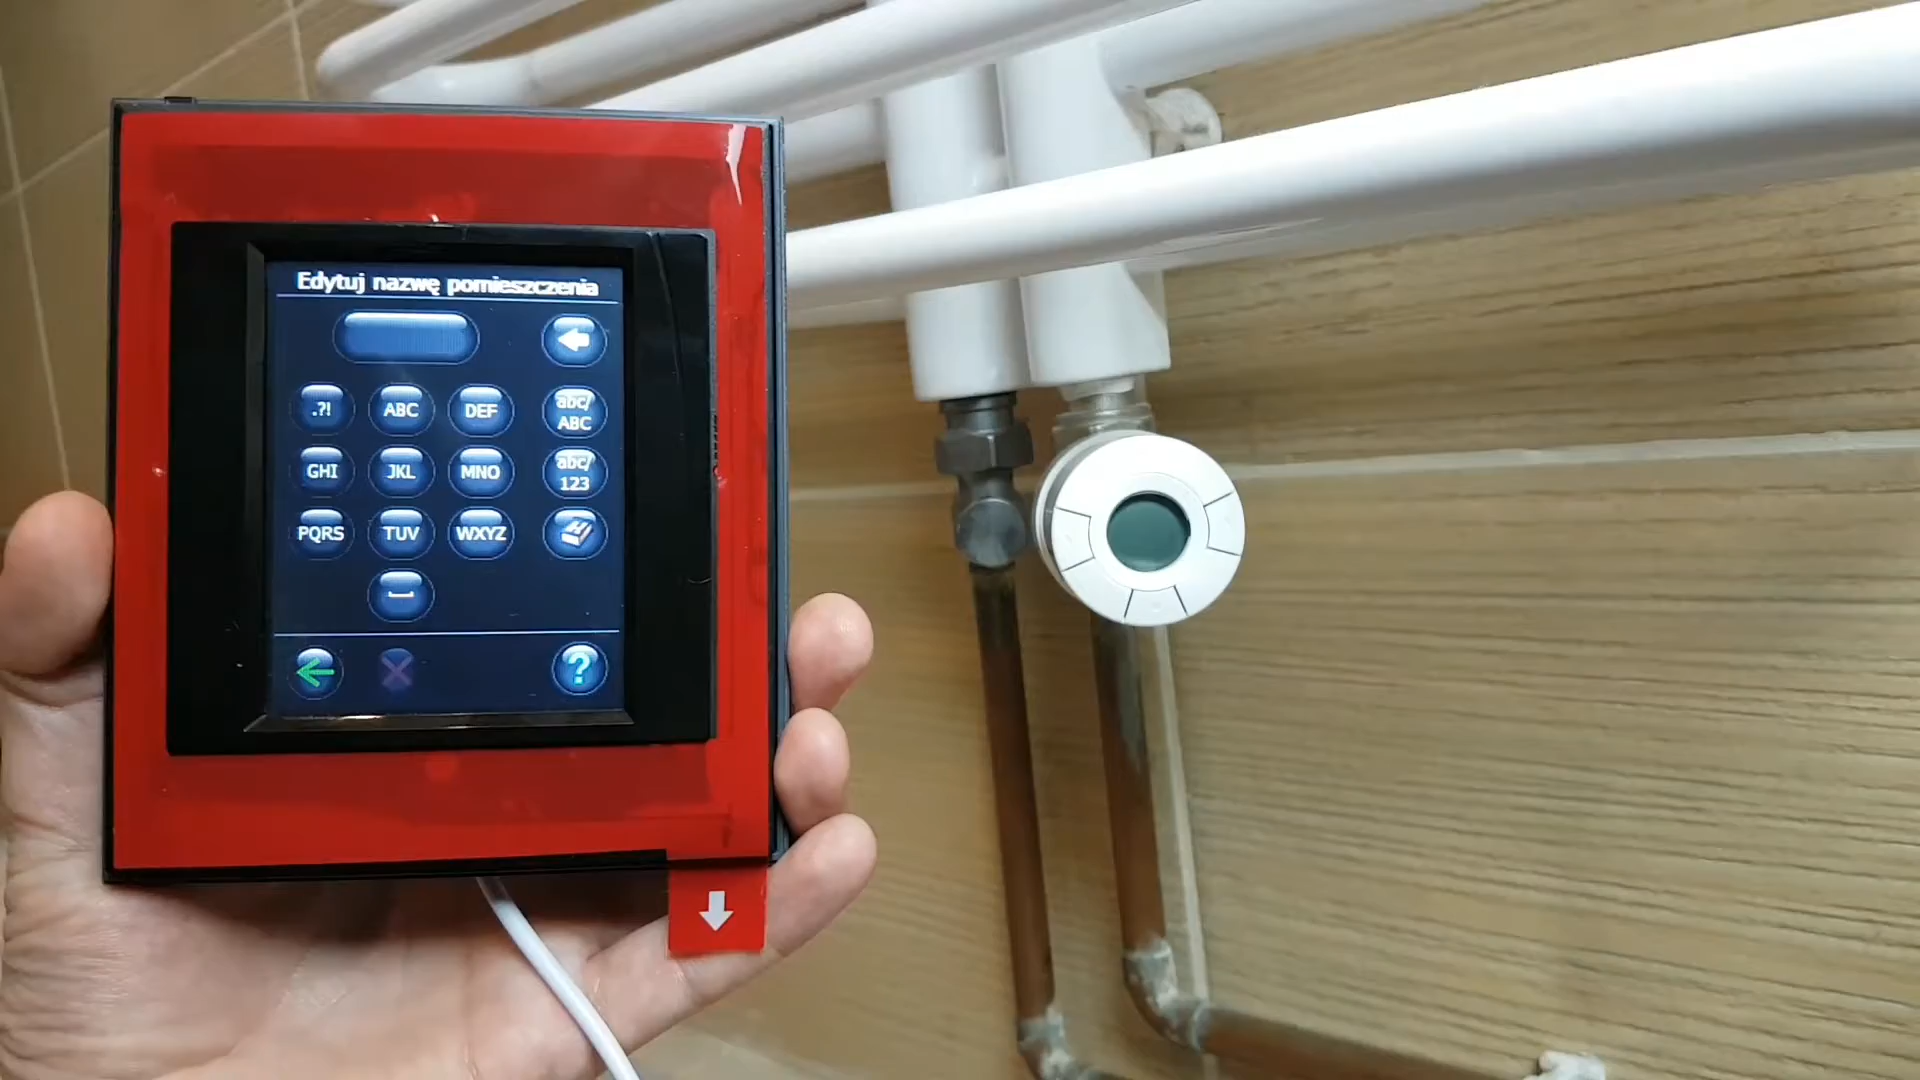 Edytuj nazwę pomieszczenia
.?! ABC DEF abc/ABC
GHI JKL MNO abc/123
PQRS TUV WXYZ
?